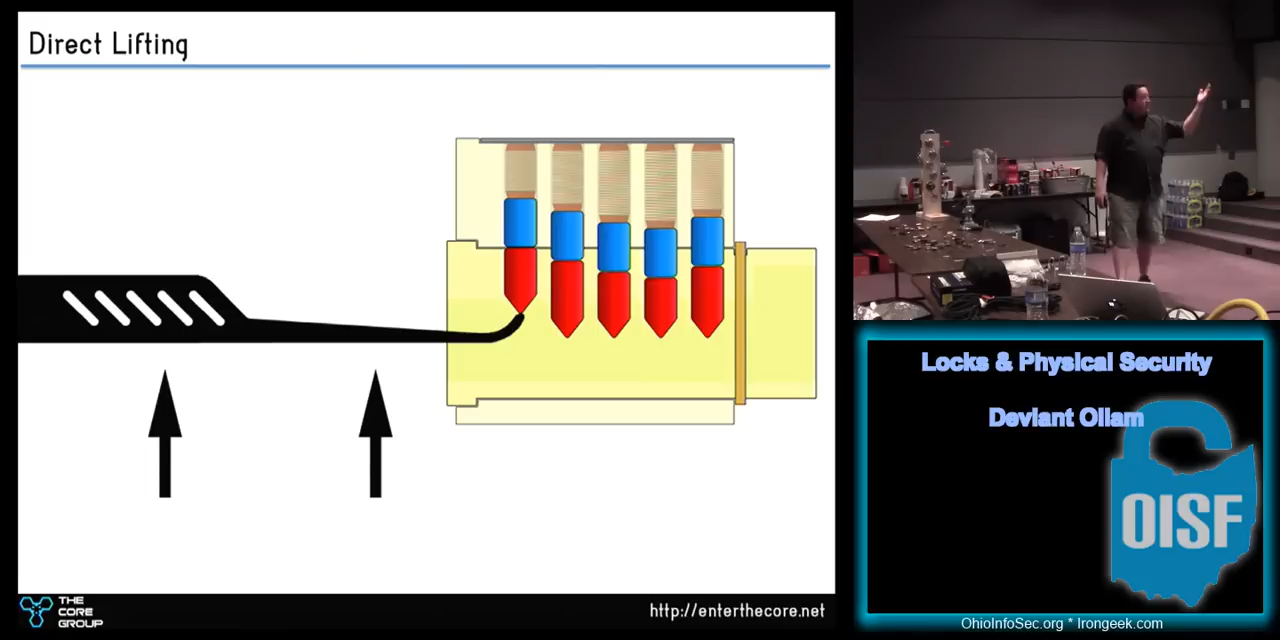 Direct Lifting
THE
CORE
GROUP
http://enterthecore.net
Locks & Physical Security
Deviant Ollam
OISF
OhioInfoSec.org * Irongeek.com